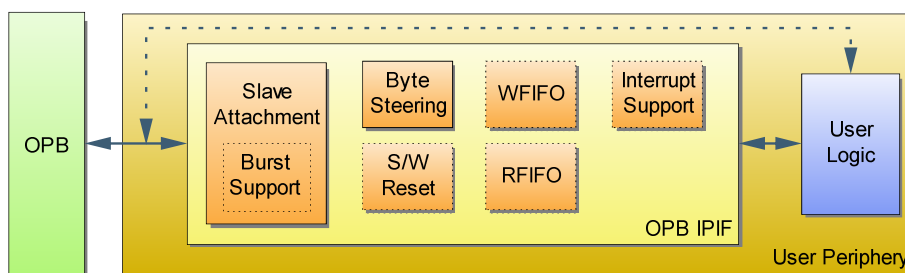 OPB
Slave
Attachment
Burst
Support
Byte
Steering
S/W
Reset
WFIFO
RFIFO
Interrupt
Support
OPB IPIF
User
Logic
User Periphery